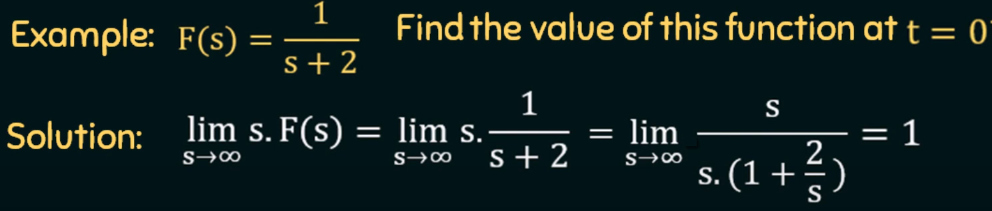 Example: F(s) = 1/(s + 2) Find the value of this function at t = 0
Solution: lim s→∞ s. F(s) = lim s→∞ s. 1/(s + 2) = lim s→∞ s/(s. (1 + 2/s)) = 1